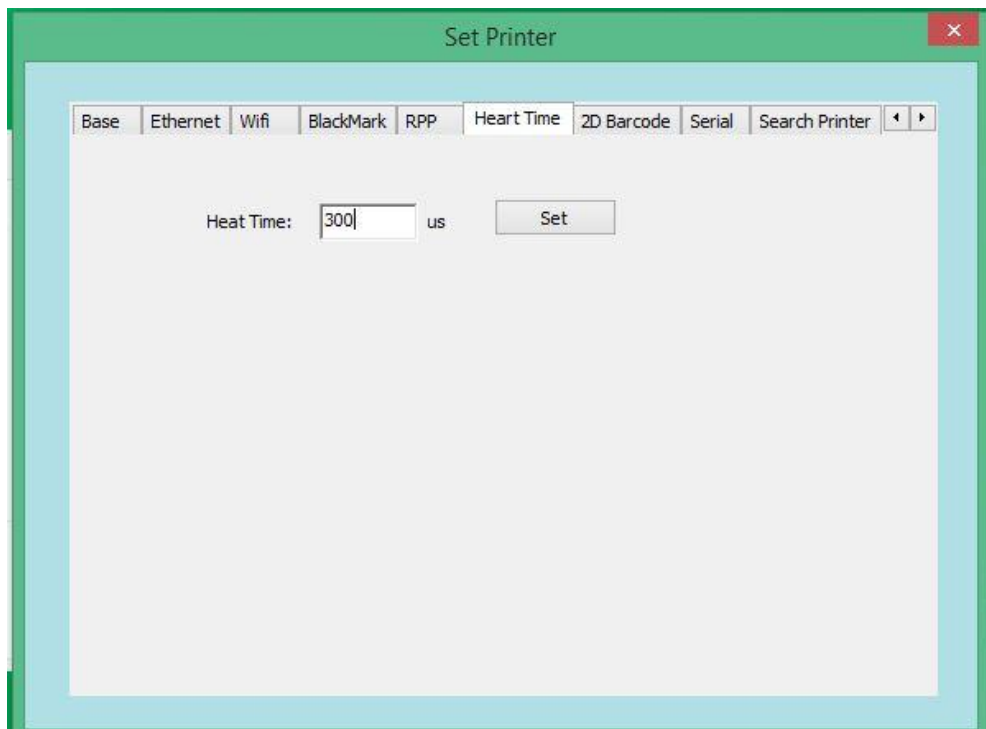 Set Printer
Base Ethernet Wifi BlackMark RPP Heart Time 2D Barcode Serial Search Printer
Heat Time: 300 us Set